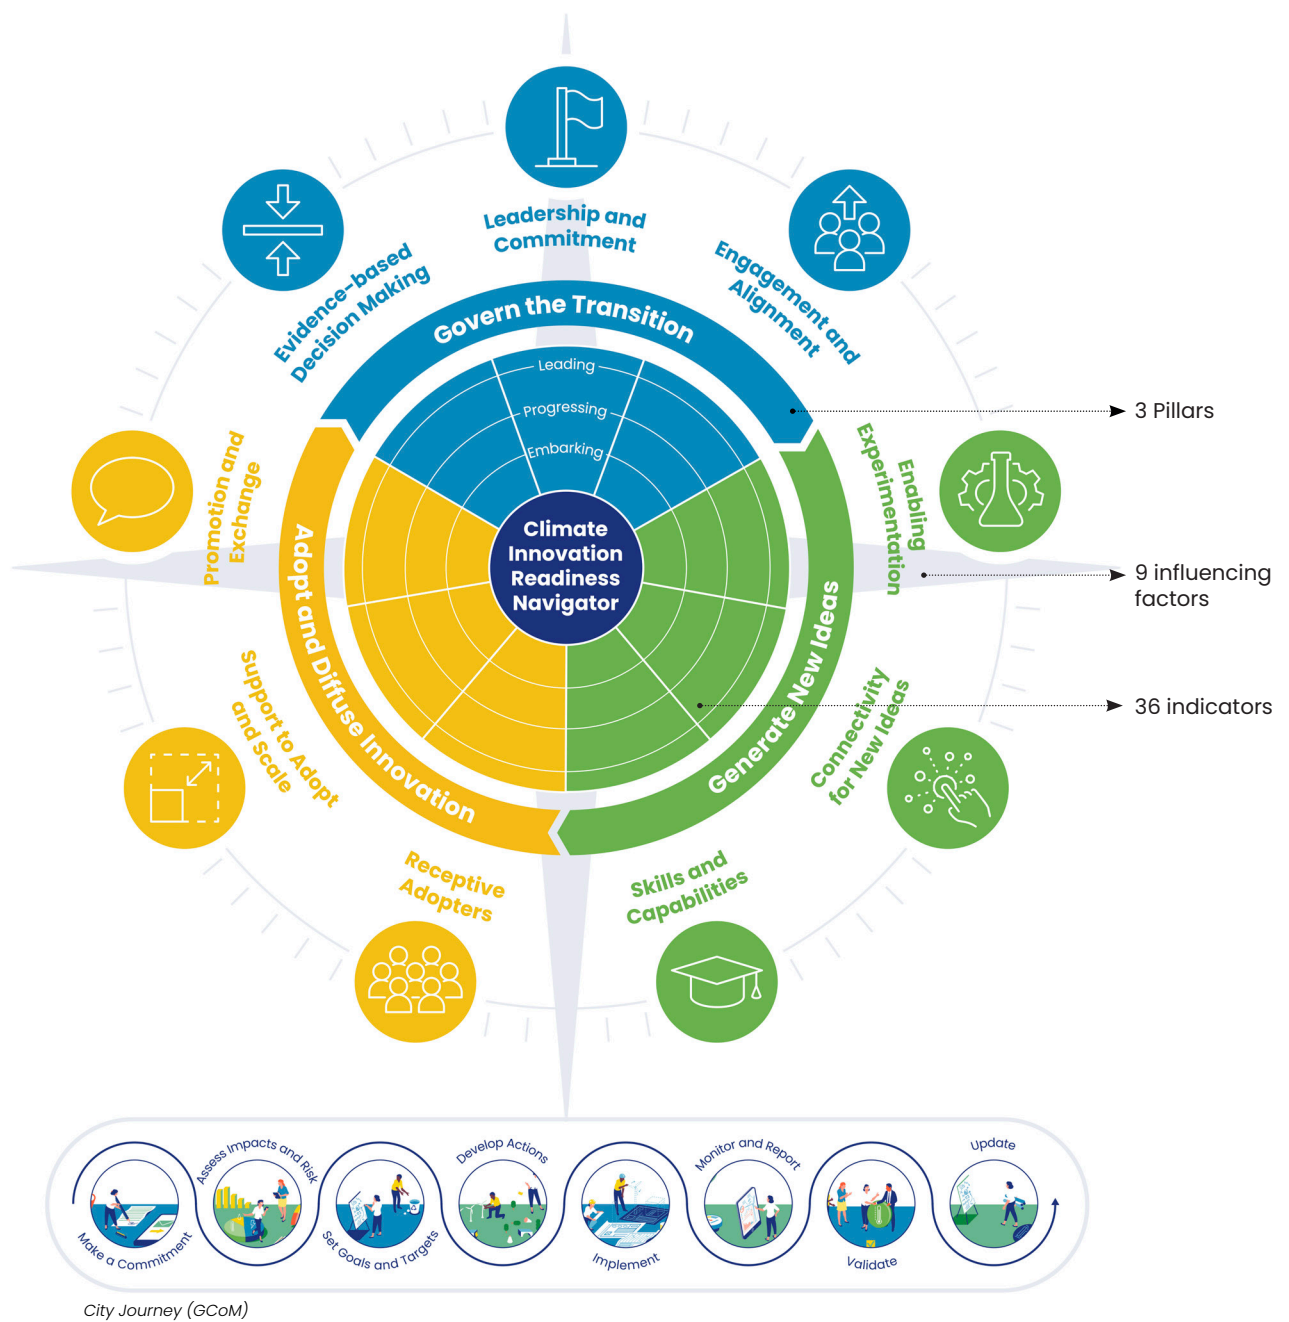 Leadership and
Commitment
Engagement and
Alignment
Evidence-based
Decision Making
Govern the Transition
Leading
Progressing
Embarking
3 Pillars
Enabling
Experimentation
Promotion and
Exchange
Climate
Innovation
Readiness
Navigator
9 influencing
factors
Adopt and Diffuse Innovation
Generate New Ideas
36 indicators
Connectivity
for New Ideas
Support to Adopt
and Scale
Skills and
Capabilities
Receptive
Adopters
Make a Commitment
Assess Impacts and Risk
Set Goals and Targets
Develop Actions
Implement
Monitor and Report
Validate
Update
City Journey (GCoM)